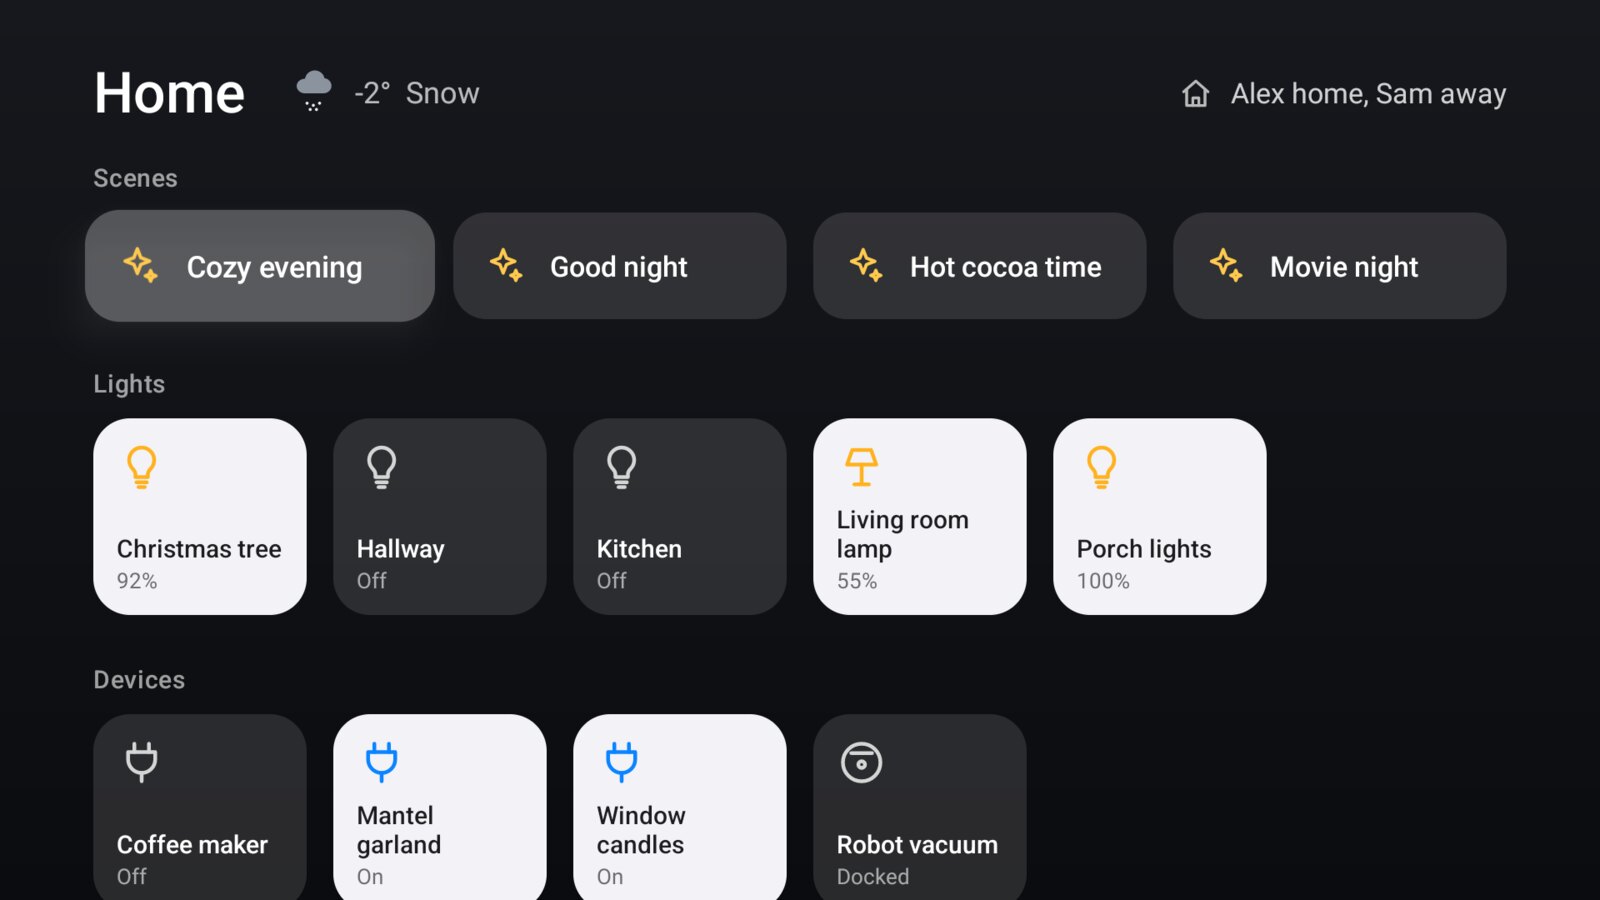 Home
-2° Snow
Alex home, Sam away
Scenes
Cozy evening
Good night
Hot cocoa time
Movie night
Lights
Christmas tree
92%
Hallway
Off
Kitchen
Off
Living room
lamp
55%
Porch lights
100%
Devices
Coffee maker
Off
Mantel
garland
On
Window
candles
On
Robot vacuum
Docked